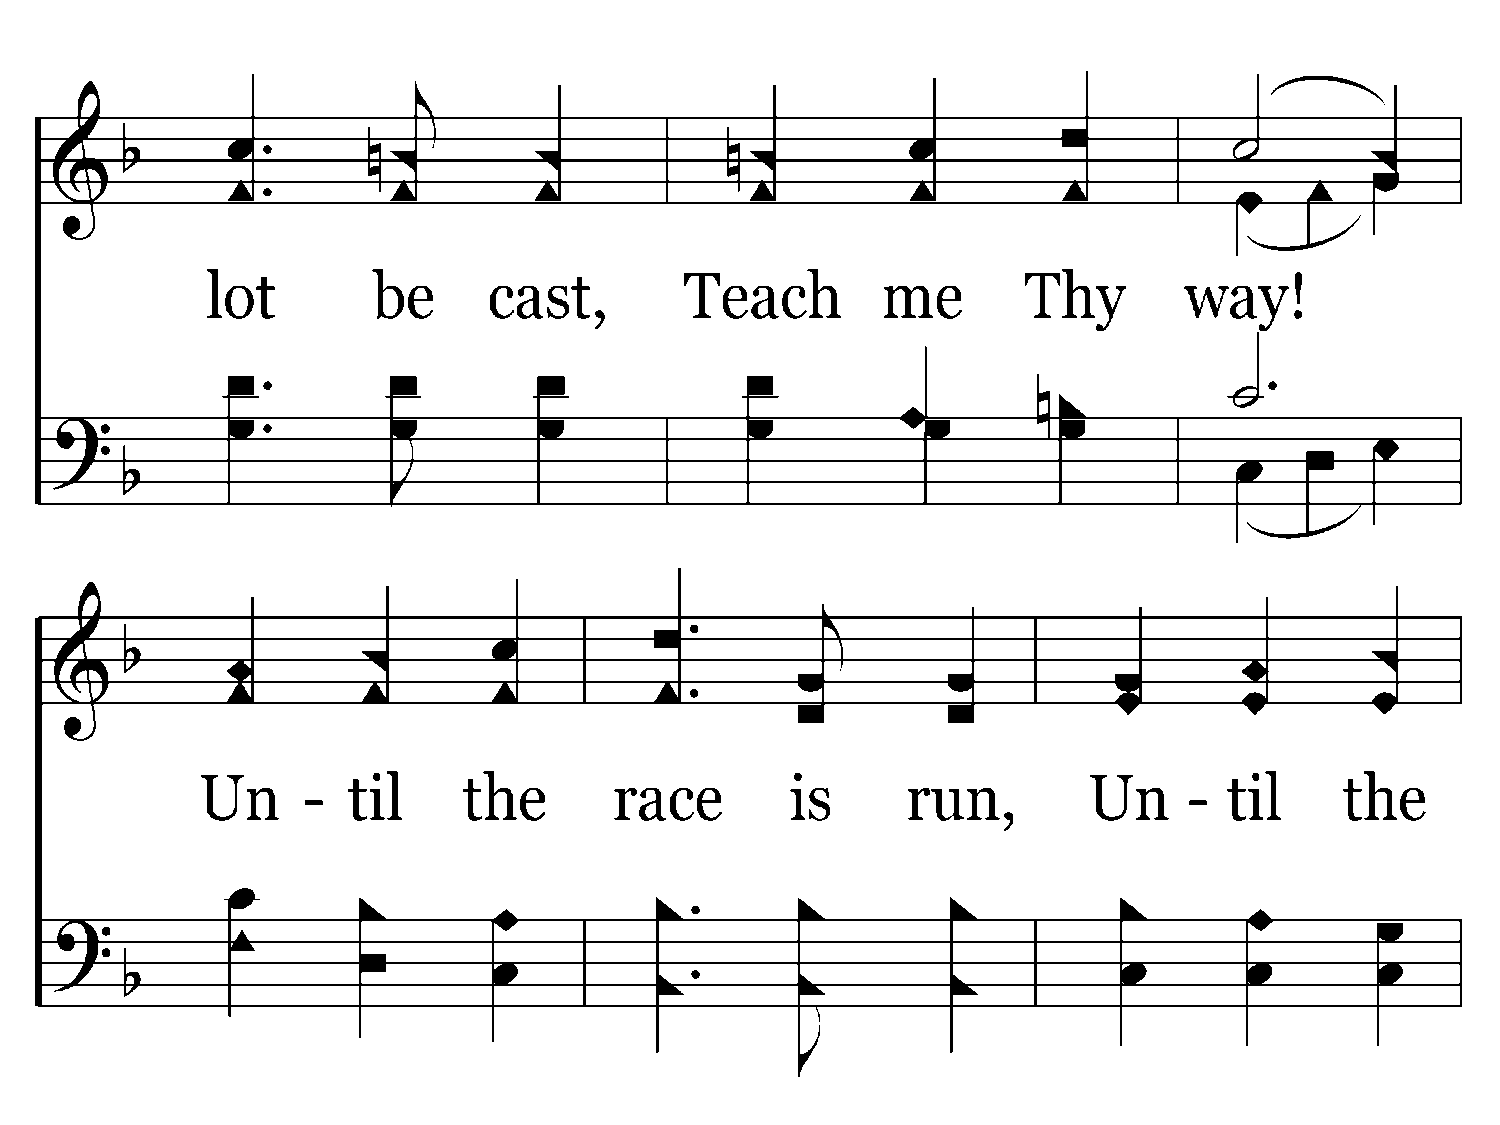 lot be cast, Teach me Thy way!
Un - til the race is run, Un - til the